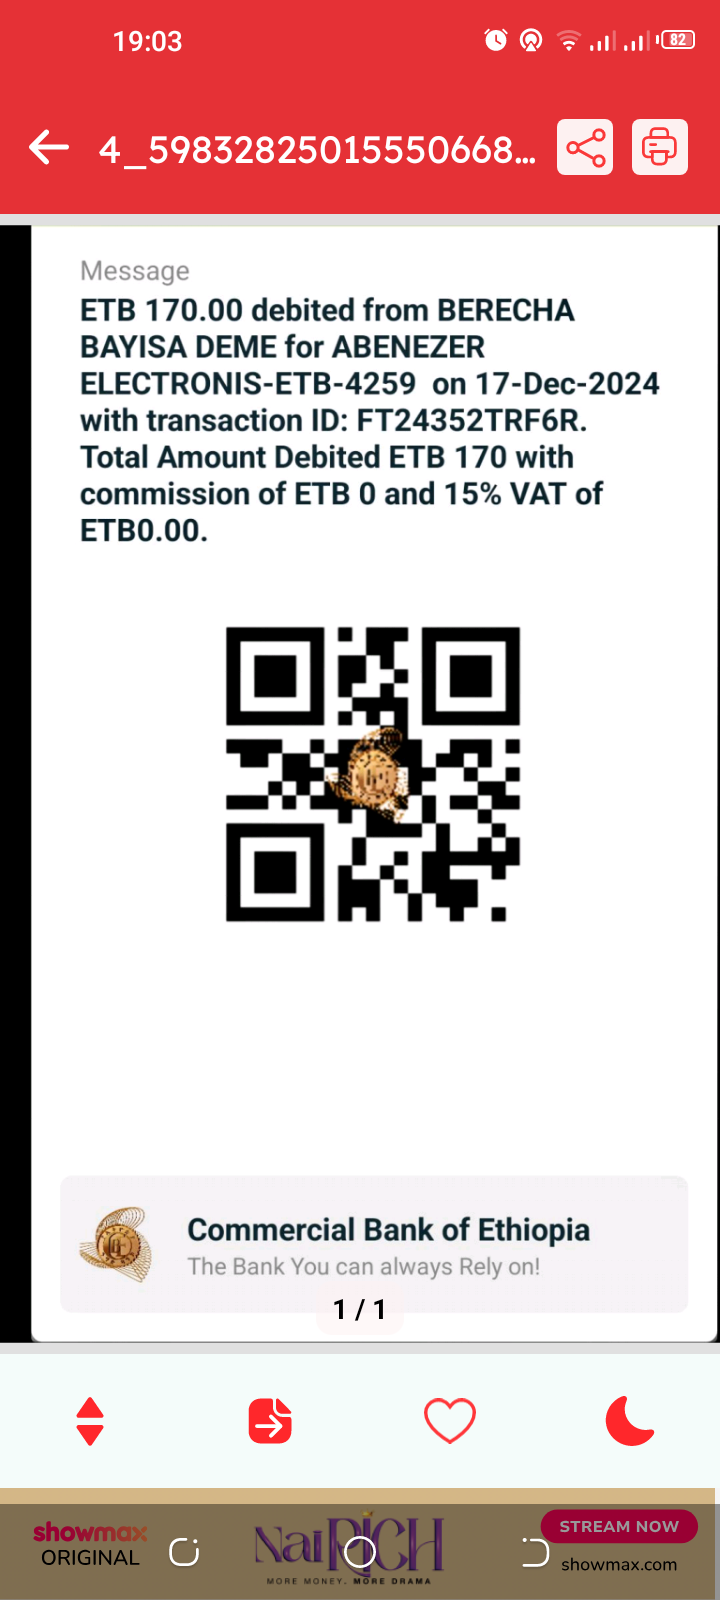 19:03
82
4_59832825015550668...
Message
ETB 170.00 debited from BERECHA
BAYISA DEME for ABENEZER
ELECTRONIS-ETB-4259 on 17-Dec-2024
with transaction ID: FT24352TRF6R.
Total Amount Debited ETB 170 with
commission of ETB 0 and 15% VAT of
ETB0.00.
Commercial Bank of Ethiopia
The Bank You can always Rely on!
1 / 1
showmax
ORIGINAL
NaiRICH
MORE MONEY. MORE DRAMA
STREAM NOW
showmax.com